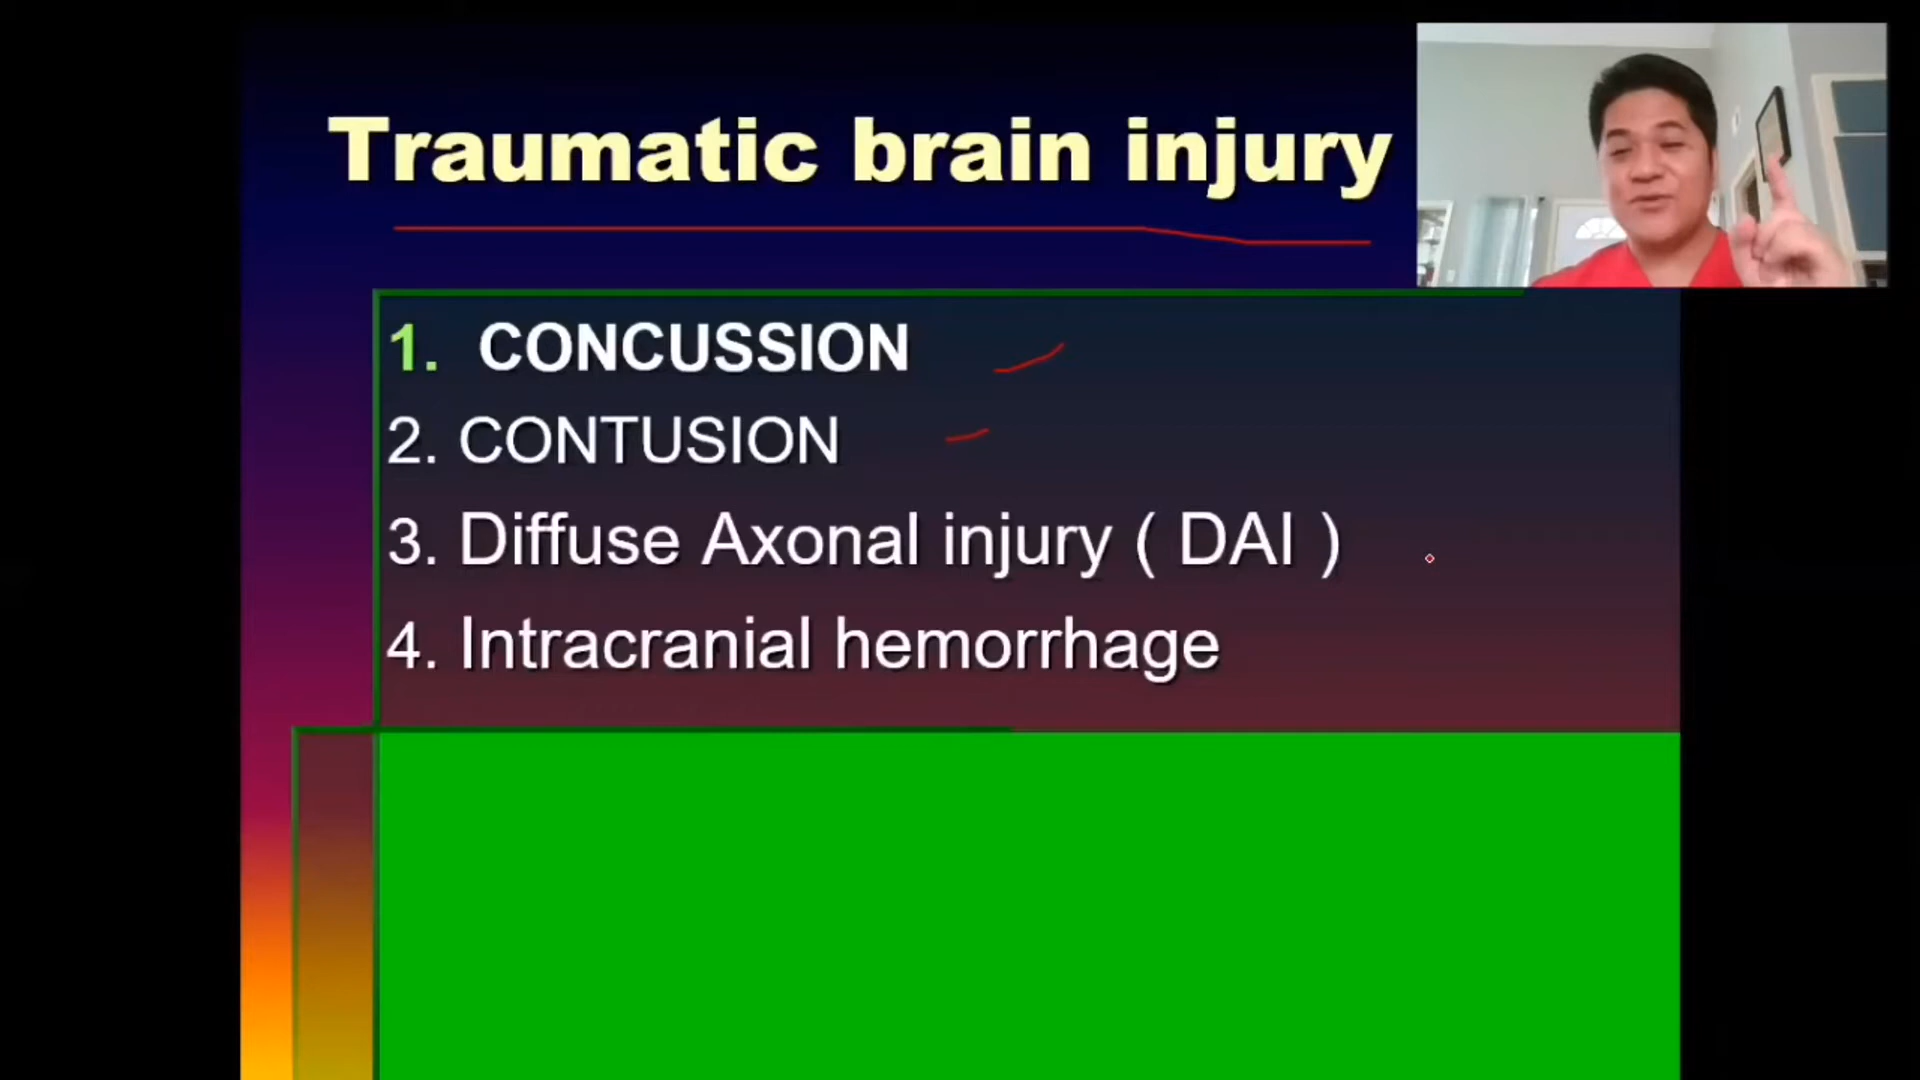 Traumatic brain injury
1. CONCUSSION
2. CONTUSION
3. Diffuse Axonal injury ( DAI )
4. Intracranial hemorrhage